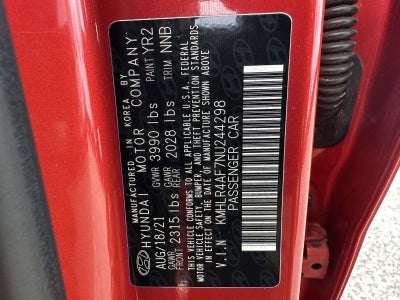 MANUFACTURED IN KOREA BY
HYUNDAI MOTOR COMPANY
AUG/18/21 GVWR 3990 lbs PAINT YR2
GAWR FRONT 2315 lbs GAWR REAR 2028 lbs TRIM NNB
THIS VEHICLE CONFORMS TO ALL APPLICABLE U.S.A. FEDERAL
MOTOR VEHICLE SAFETY, BUMPER, AND THEFT PREVENTION STANDARDS
IN EFFECT ON THE DATE OF MANUFACTURE SHOWN ABOVE.
V.I.N : KMHLR4AF7NU244298
PASSENGER CAR